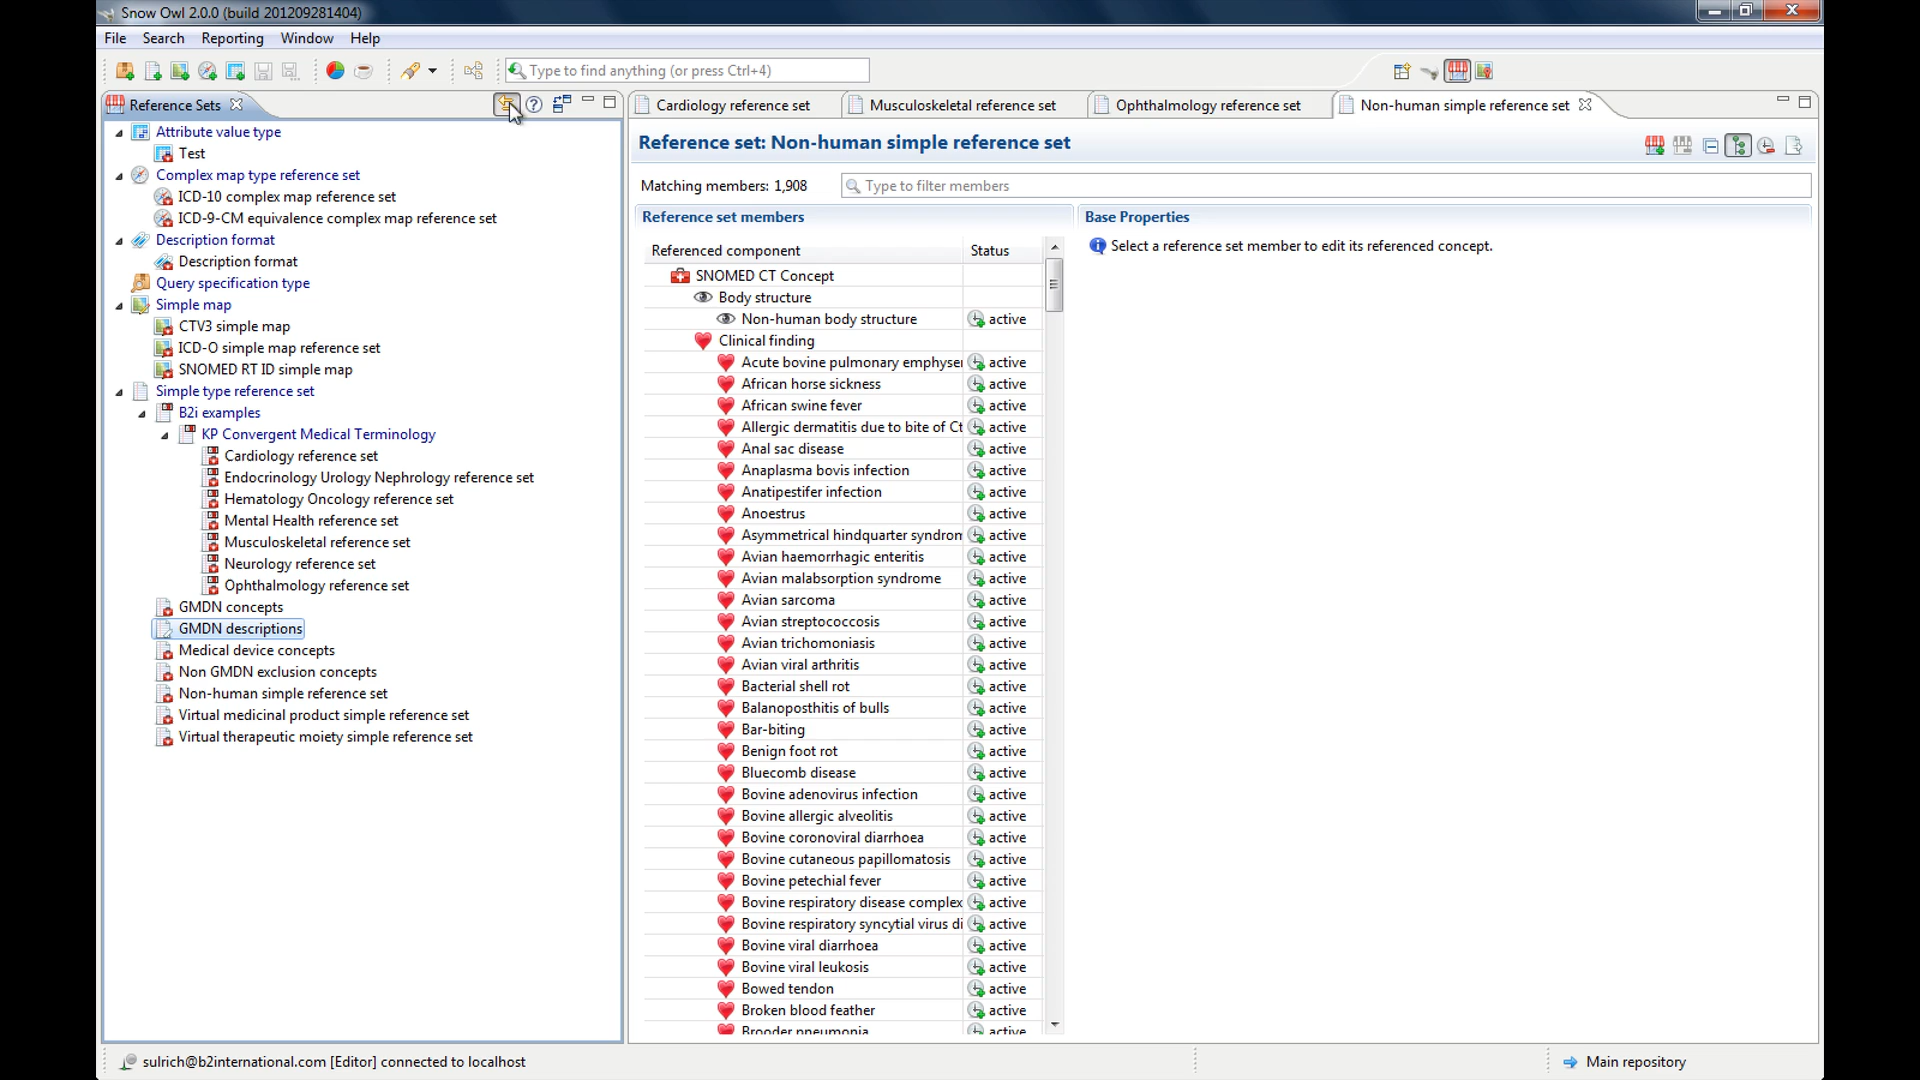 Snow Owl 2.0.0 (build 201209281404)
File Search Reporting Window Help
Type to find anything (or press Ctrl+4)
Reference Sets
Attribute value type
Test
Complex map type reference set
ICD-10 complex map reference set
ICD-9-CM equivalence complex map reference set
Description format
Description format
Query specification type
Simple map
CTV3 simple map
ICD-O simple map reference set
SNOMED RT ID simple map
Simple type reference set
B2i examples
KP Convergent Medical Terminology
Cardiology reference set
Endocrinology Urology Nephrology reference set
Hematology Oncology reference set
Mental Health reference set
Musculoskeletal reference set
Neurology reference set
Ophthalmology reference set
GMDN concepts
GMDN descriptions
Medical device concepts
Non GMDN exclusion concepts
Non-human simple reference set
Virtual medicinal product simple reference set
Virtual therapeutic moiety simple reference set
Cardiology reference set Musculoskeletal reference set Ophthalmology reference set Non-human simple reference set
Reference set: Non-human simple reference set
Matching members: 1,908 Type to filter members
Reference set members
Referenced component Status
SNOMED CT Concept
Body structure
Non-human body structure active
Clinical finding
Acute bovine pulmonary emphyser active
African horse sickness active
African swine fever active
Allergic dermatitis due to bite of Ct active
Anal sac disease active
Anaplasma bovis infection active
Anatipestifer infection active
Anoestrus active
Asymmetrical hindquarter syndrom active
Avian haemorrhagic enteritis active
Avian malabsorption syndrome active
Avian sarcoma active
Avian streptococcosis active
Avian trichomoniasis active
Avian viral arthritis active
Bacterial shell rot active
Balanoposthitis of bulls active
Bar-biting active
Benign foot rot active
Bluecomb disease active
Bovine adenovirus infection active
Bovine allergic alveolitis active
Bovine coronoviral diarrhoea active
Bovine cutaneous papillomatosis active
Bovine petechial fever active
Bovine respiratory disease complex active
Bovine respiratory syncytial virus di active
Bovine viral diarrhoea active
Bovine viral leukosis active
Bowed tendon active
Broken blood feather active
Brooder pneumonia active
Base Properties
Select a reference set member to edit its referenced concept.
sulrich@b2international.com [Editor] connected to localhost
Main repository